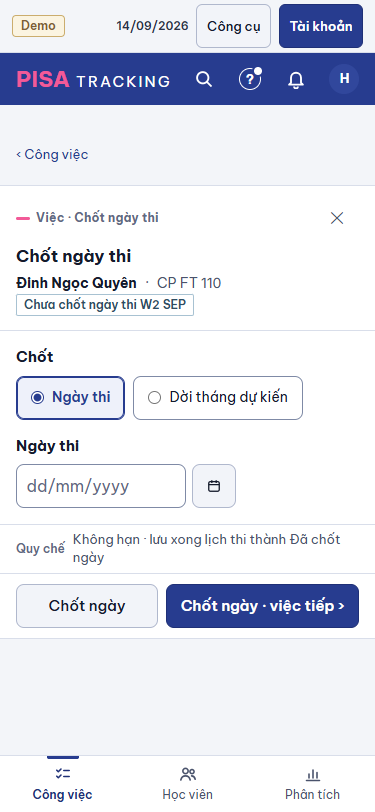 Demo
14/09/2026
Công cụ
Tài khoản
PISA TRACKING
?
H
‹ Công việc
Việc · Chốt ngày thi
Chốt ngày thi
Đinh Ngọc Quyên · CP FT 110
Chưa chốt ngày thi W2 SEP
Chốt
Ngày thi
Dời tháng dự kiến
Ngày thi
dd/mm/yyyy
Quy chế
Không hạn · lưu xong lịch thi thành Đã chốt
ngày
Chốt ngày
Chốt ngày · việc tiếp ›
Công việc
Học viên
Phân tích